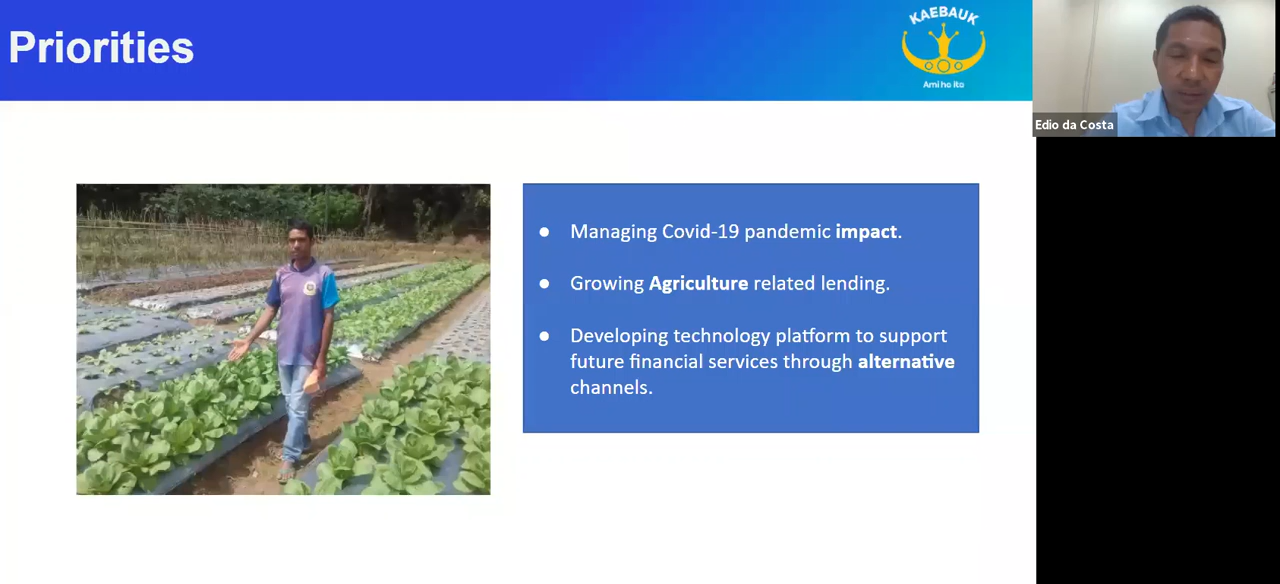 Priorities
KAEBAUK
Ami ho ita
Edio da Costa
● Managing Covid-19 pandemic impact.
● Growing Agriculture related lending.
● Developing technology platform to support
future financial services through alternative
channels.